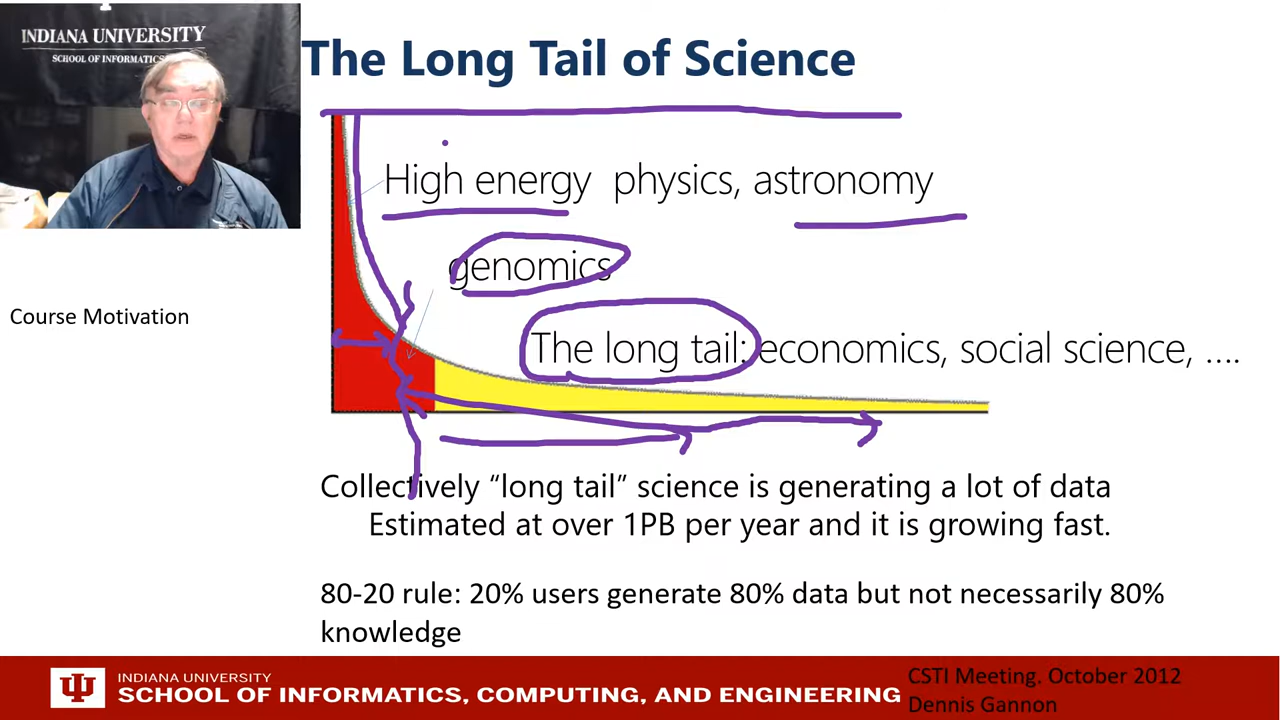 INDIANA UNIVERSITY
SCHOOL OF INFORMATICS
The Long Tail of Science
High energy physics, astronomy
genomics
Course Motivation
The long tail: economics, social science, ....
Collectively “long tail” science is generating a lot of data
Estimated at over 1PB per year and it is growing fast.
80-20 rule: 20% users generate 80% data but not necessarily 80%
knowledge
INDIANA UNIVERSITY
SCHOOL OF INFORMATICS, COMPUTING, AND ENGINEERING
CSTI Meeting. October 2012
Dennis Gannon